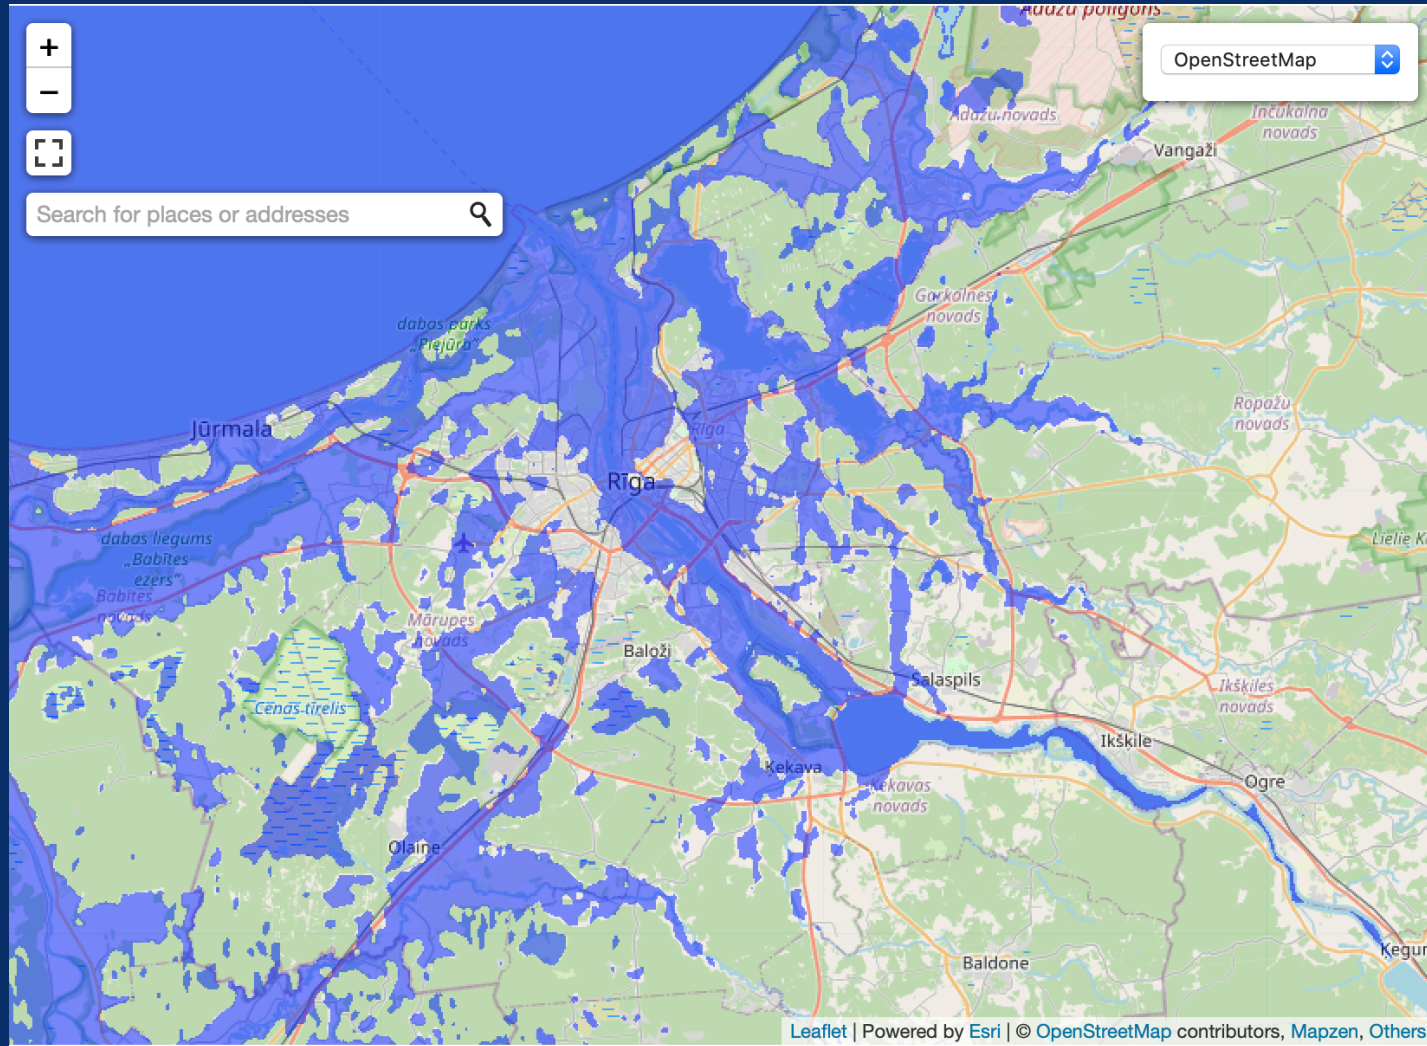 Ādažu poligons
+
OpenStreetMap
−
Ādažu novads
Inčukalna
novads
Vangaži
Search for places or addresses
Garkalnes
novads
dabas parks
„Piejūra”
Jūrmala
Rīga
Ropažu
novads
Rīga
dabas liegums
„Babītes
ezers”
Lielie
Babītes
novads
Mārupes
novads
Baloži
Salaspils
Ikšķiles
novads
Cenas tīrelis
Ikšķile
Ķekava
Ogre
Ķekavas
novads
Olaine
Baldone
Ķegu
Leaflet | Powered by Esri | © OpenStreetMap contributors, Mapzen, Others